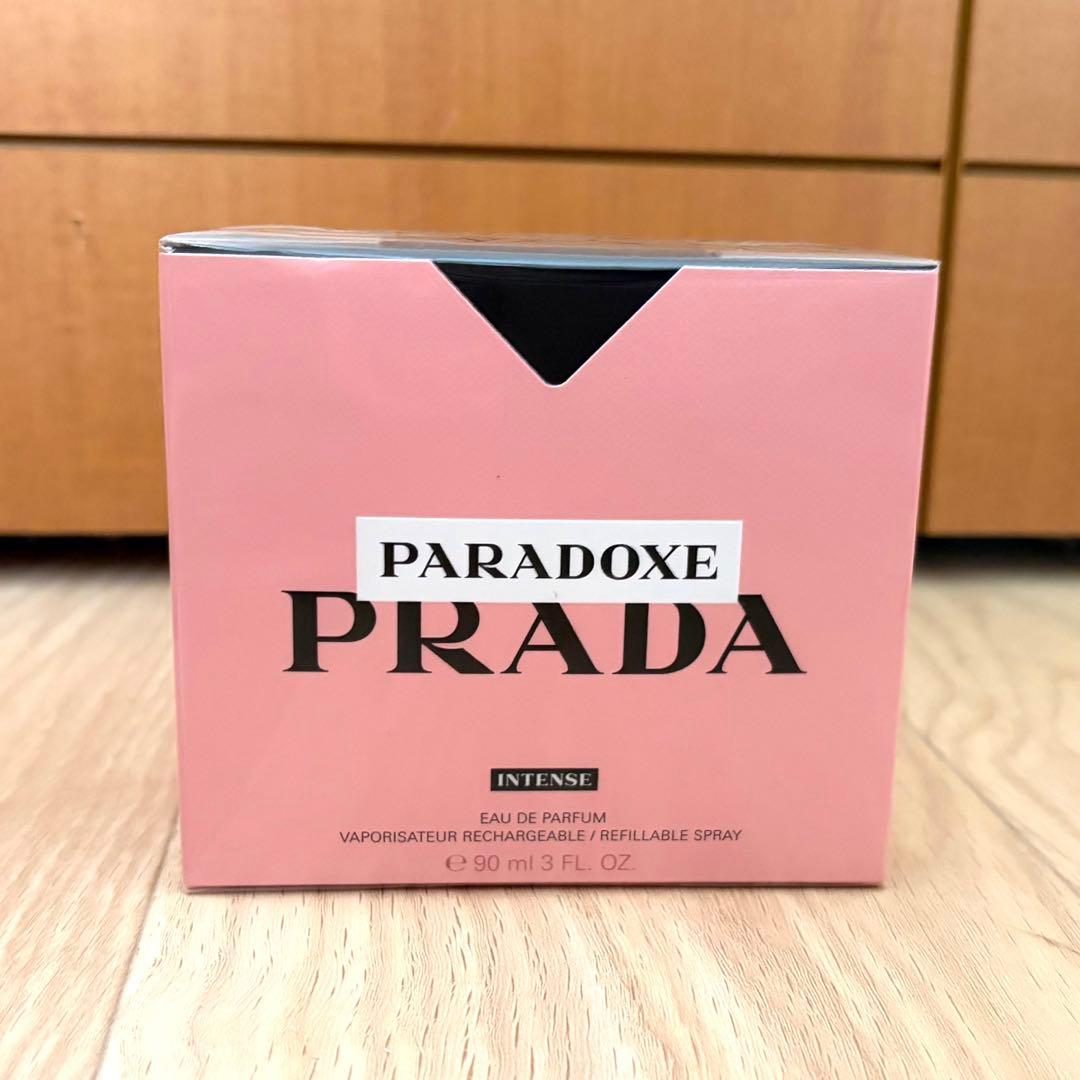 PARADOXE
PRADA
INTENSE
EAU DE PARFUM
VAPORISATEUR RECHARGEABLE / REFILLABLE SPRAY
℮ 90 ml 3 FL. OZ.